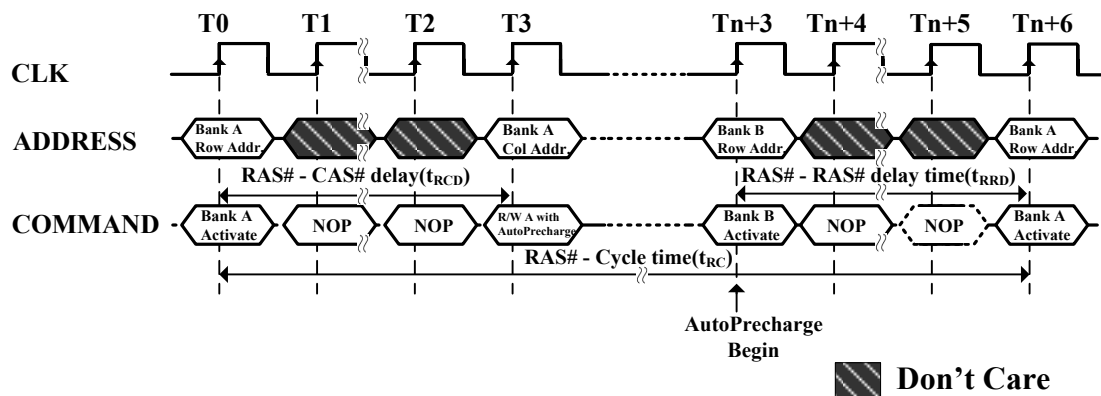 T0 T1 T2 T3 Tn+3 Tn+4 Tn+5 Tn+6
CLK
ADDRESS
Bank A
Row Addr.
Bank A
Col Addr.
Bank B
Row Addr.
Bank A
Row Addr.
RAS# - CAS# delay(tRCD)
RAS# - RAS# delay time(tRRD)
COMMAND
Bank A
Activate
NOP
NOP
R/W A with
AutoPrecharge
Bank B
Activate
NOP
NOP
Bank A
Activate
RAS# - Cycle time(tRC)
AutoPrecharge
Begin
Don't Care